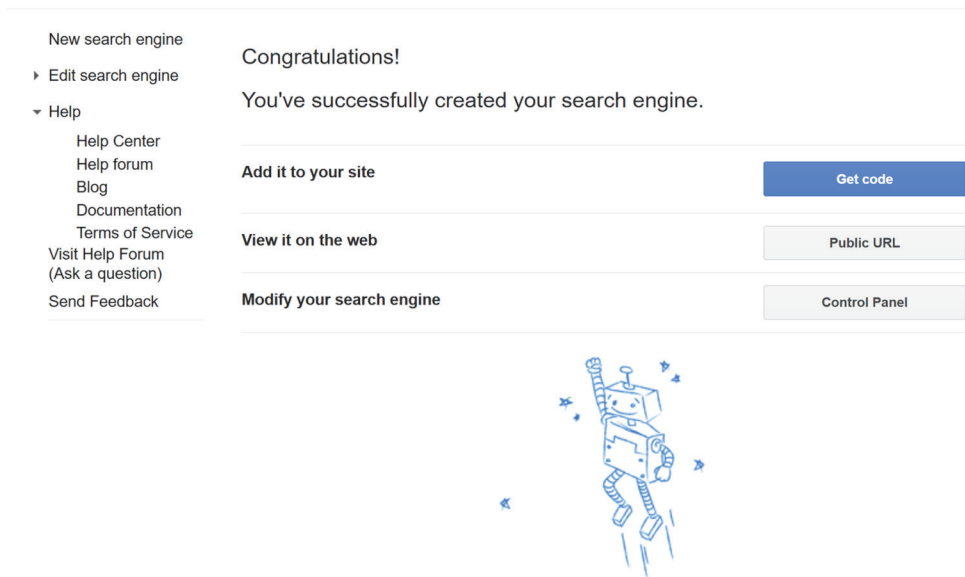 New search engine
Edit search engine
Help
Help Center
Help forum
Blog
Documentation
Terms of Service
Visit Help Forum
(Ask a question)
Send Feedback
Congratulations!
You've successfully created your search engine.
Add it to your site
Get code
View it on the web
Public URL
Modify your search engine
Control Panel